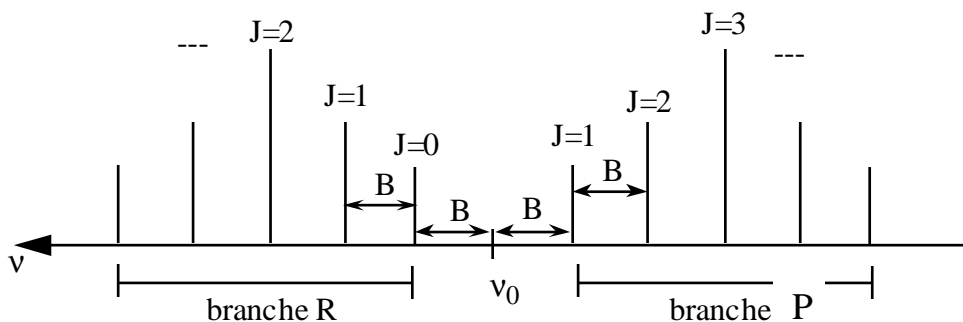 J=3
J=2
---
---
J=1
J=2
J=0
J=1
B
B
B
B
ν
ν0
branche R
branche P